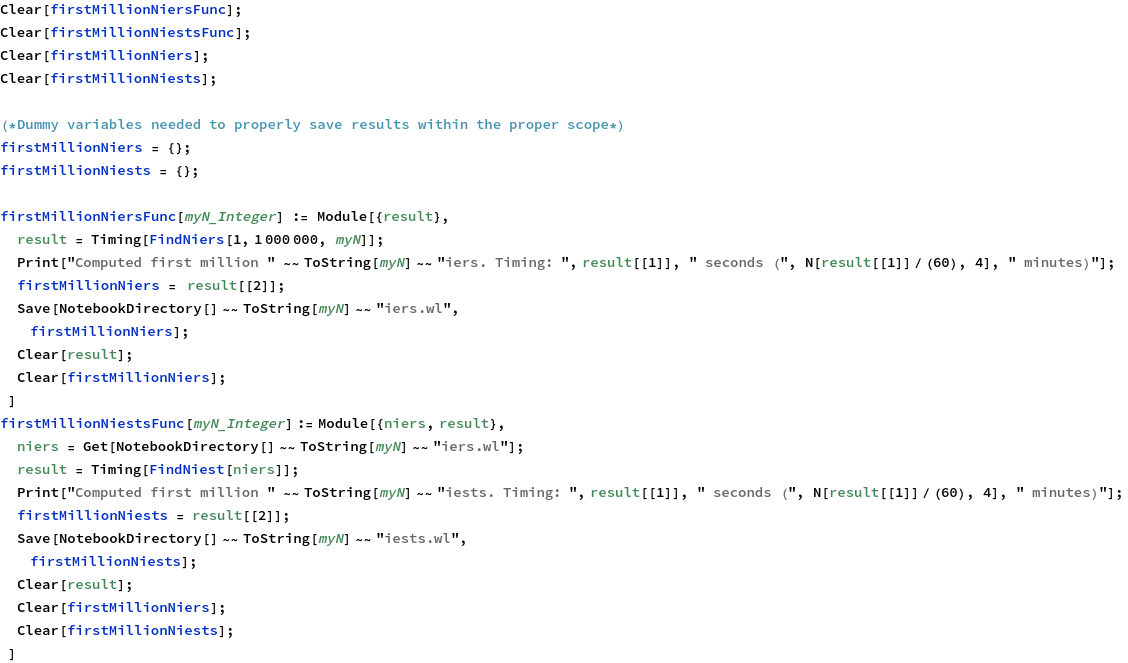 Clear[firstMillionNiersFunc];
Clear[firstMillionNiestsFunc];
Clear[firstMillionNiers];
Clear[firstMillionNiests];
(*Dummy variables needed to properly save results within the proper scope*)
firstMillionNiers = {};
firstMillionNiests = {};
firstMillionNiersFunc[myN_Integer] := Module[{result},
result = Timing[FindNiers[1, 1 000 000, myN]];
Print["Computed first million " ~~ ToString[myN] ~~ "iers. Timing: ", result[[1]], " seconds (", N[result[[1]] / (60), 4], " minutes)"];
firstMillionNiers = result[[2]];
Save[NotebookDirectory[] ~~ ToString[myN] ~~ "iers.wl",
firstMillionNiers];
Clear[result];
Clear[firstMillionNiers];
]
firstMillionNiestsFunc[myN_Integer] := Module[{niers, result},
niers = Get[NotebookDirectory[] ~~ ToString[myN] ~~ "iers.wl"];
result = Timing[FindNiest[niers]];
Print["Computed first million " ~~ ToString[myN] ~~ "iests. Timing: ", result[[1]], " seconds (", N[result[[1]] / (60), 4], " minutes)"];
firstMillionNiests = result[[2]];
Save[NotebookDirectory[] ~~ ToString[myN] ~~ "iests.wl",
firstMillionNiests];
Clear[result];
Clear[firstMillionNiers];
Clear[firstMillionNiests];
]